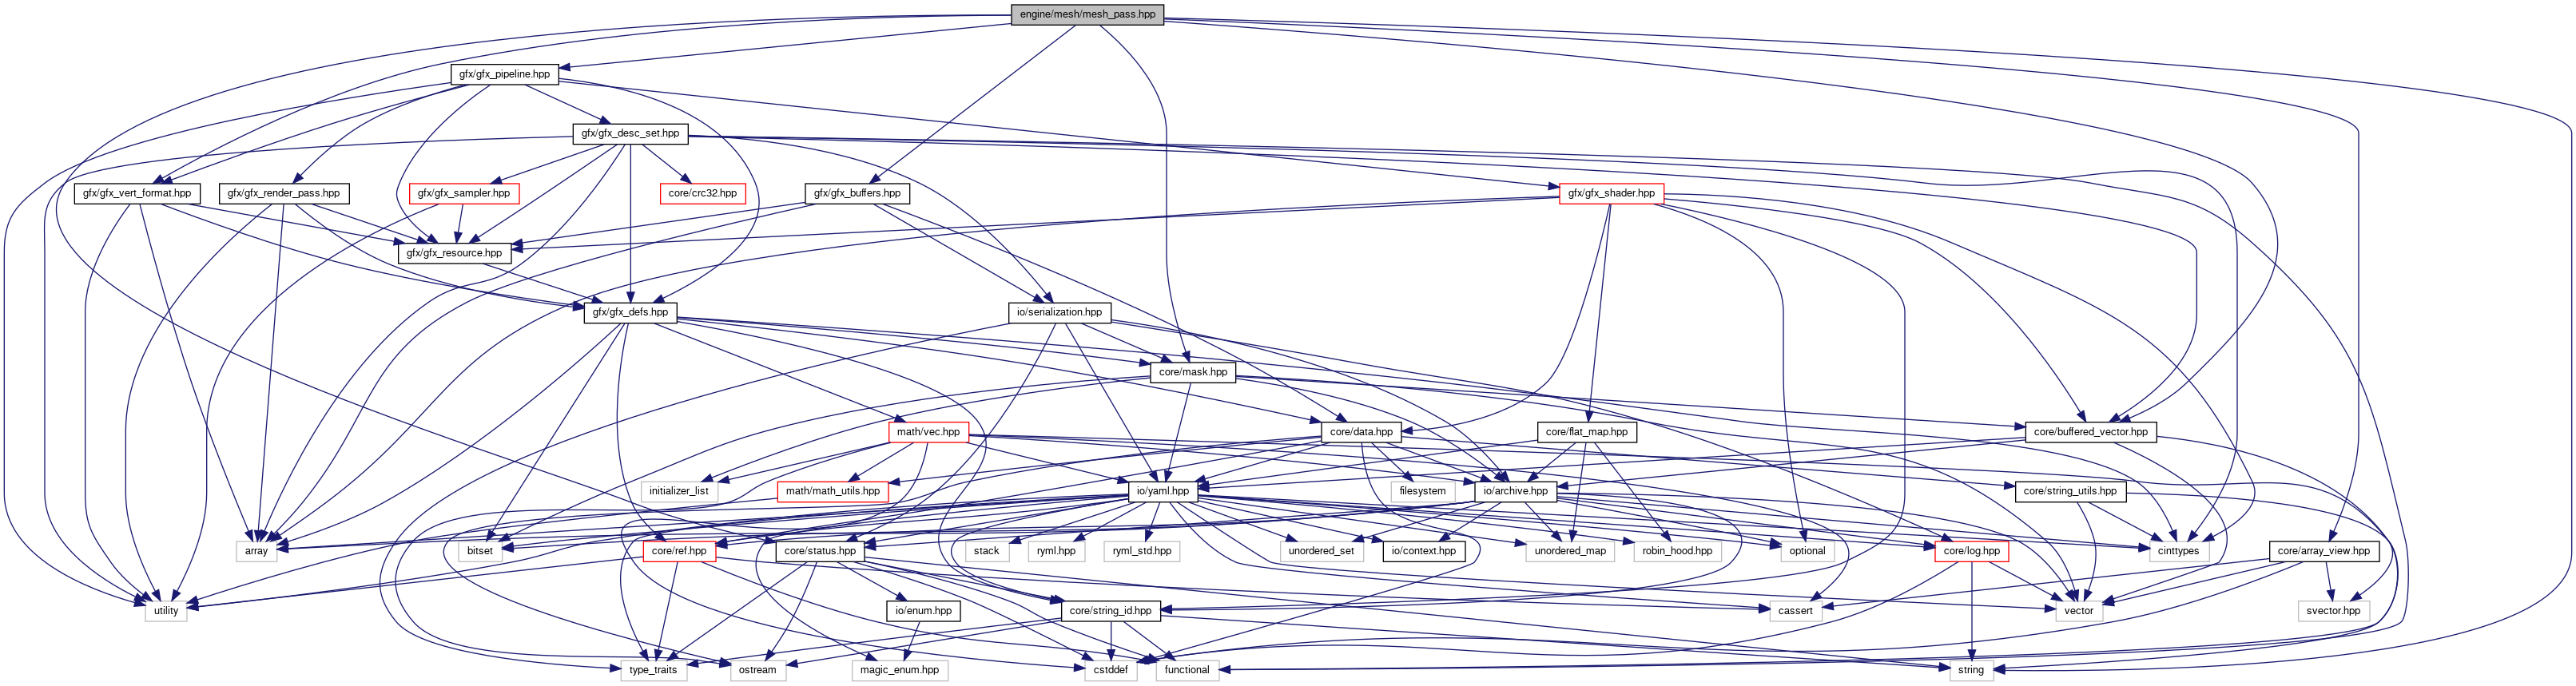 engine/mesh/mesh_pass.hpp
gfx/gfx_pipeline.hpp
gfx/gfx_desc_set.hpp
gfx/gfx_vert_format.hpp
gfx/gfx_render_pass.hpp
gfx/gfx_sampler.hpp
core/crc32.hpp
gfx/gfx_buffers.hpp
gfx/gfx_shader.hpp
gfx/gfx_resource.hpp
gfx/gfx_defs.hpp
io/serialization.hpp
core/mask.hpp
math/vec.hpp
core/data.hpp
core/flat_map.hpp
core/buffered_vector.hpp
initializer_list
math/math_utils.hpp
io/yaml.hpp
filesystem
io/archive.hpp
core/string_utils.hpp
array
bitset
core/ref.hpp
core/status.hpp
stack
ryml.hpp
ryml_std.hpp
unordered_set
io/context.hpp
unordered_map
robin_hood.hpp
optional
core/log.hpp
cinttypes
core/array_view.hpp
utility
io/enum.hpp
core/string_id.hpp
cassert
vector
svector.hpp
type_traits
ostream
magic_enum.hpp
cstddef
functional
string